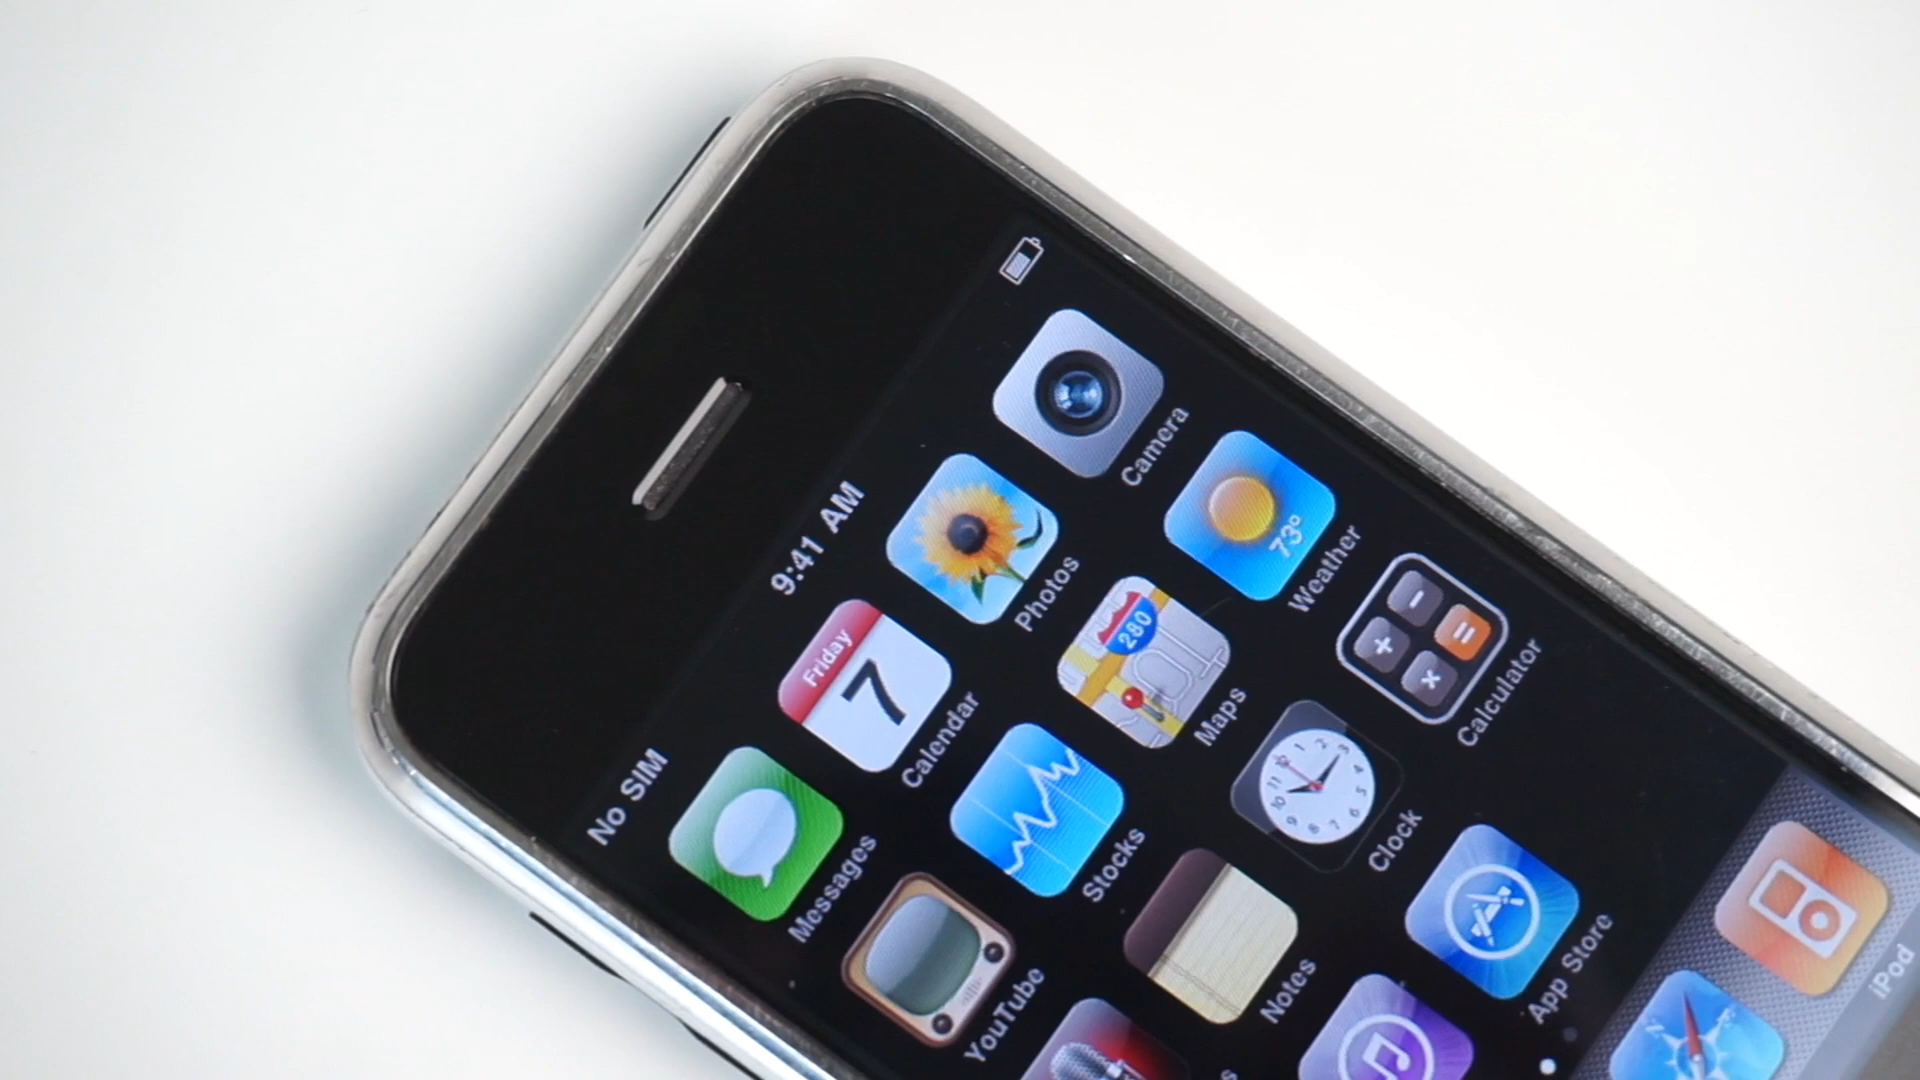 No SIM
9:41 AM
Messages
Friday
7
Calendar
Photos
Camera
YouTube
Stocks
280
Maps
73°
Weather
Notes
Clock
Calculator
App Store
iPod